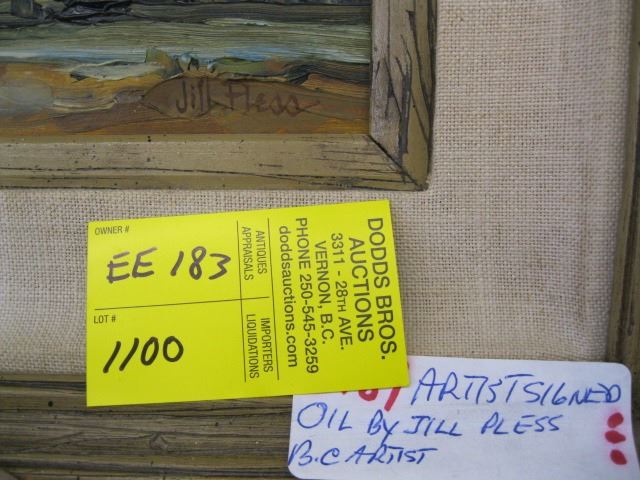 Jill Pless
OWNER #
EE 183
LOT #
1100
ANTIQUES
APPRAISALS
IMPORTERS
LIQUIDATIONS
DODDS BROS.
AUCTIONS
3311 - 28TH AVE.
VERNON, B.C.
PHONE 250-545-3259
doddsauctions.com
ARTIST SIGNED
OIL BY JILL PLESS
B.C ARTIST